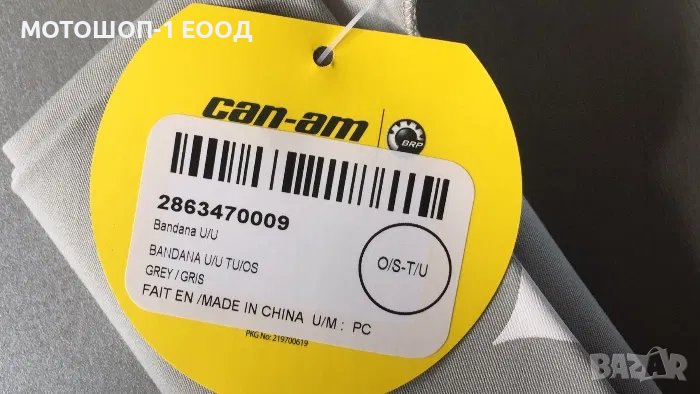 МОТОШОП-1 ЕООД
can-am
BRP
2863470009
Bandana U/U
BANDANA U/U TU/OS
GREY / GRIS
O/S-T/U
FAIT EN /MADE IN CHINA U/M : PC
PKG No: 219700619
BAZAR